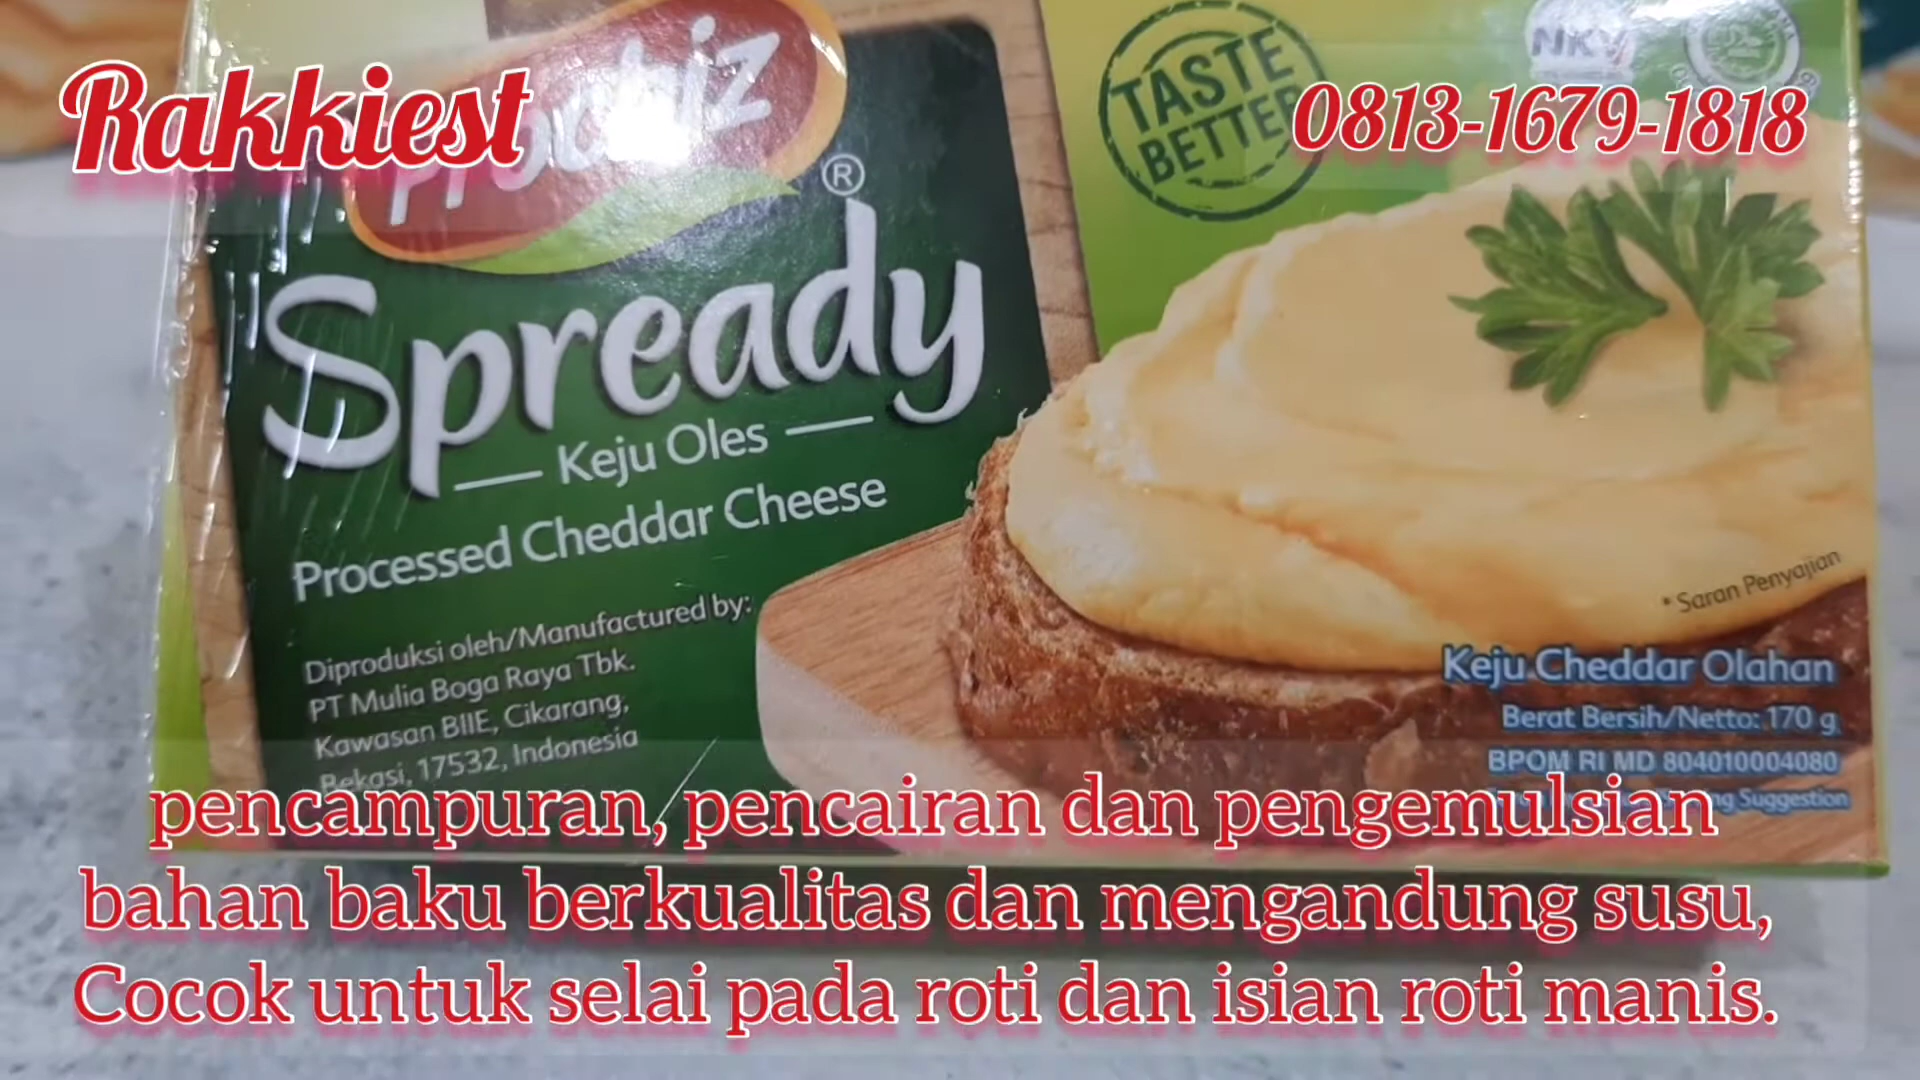 Rakkiest
0813-1679-1818
TASTE
BETTER
NKV
®
Spready
Keju Oles
Processed Cheddar Cheese
Diproduksi oleh/Manufactured by:
PT Mulia Boga Raya Tbk.
Kawasan BIIE, Cikarang,
Bekasi, 17532, Indonesia
* Saran Penyajian
Keju Cheddar Olahan
Berat Bersih/Netto: 170 g
BPOM RI MD 804010004080
Suggestion
pencampuran, pencairan dan pengemulsian
bahan baku berkualitas dan mengandung susu,
Cocok untuk selai pada roti dan isian roti manis.